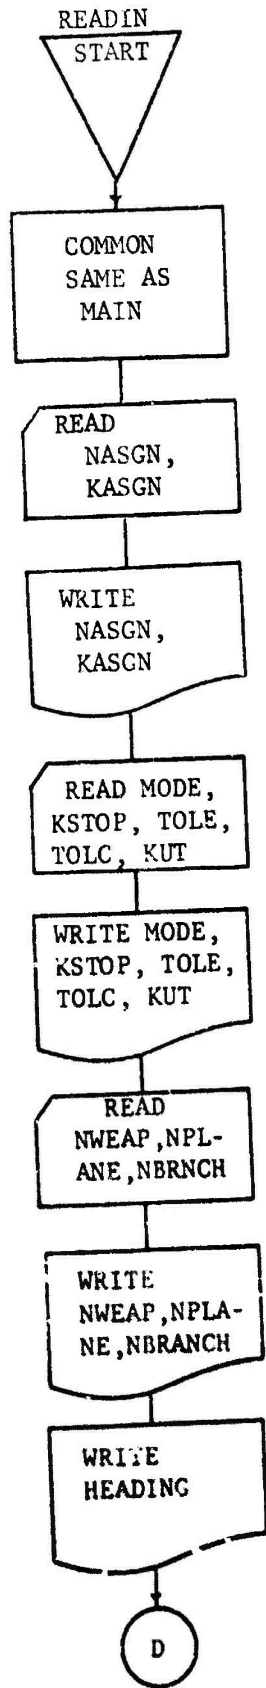 READIN
START
COMMON
SAME AS
MAIN
READ
NASGN,
KASGN
WRITE
NASGN,
KASGN
READ MODE,
KSTOP, TOLE,
TOLC, KUT
WRITE MODE,
KSTOP, TOLE,
TOLC, KUT
READ
NWEAP,NPL-
ANE,NBRNCH
WRITE
NWEAP,NPLA-
NE,NBRANCH
WRITE
HEADING
D